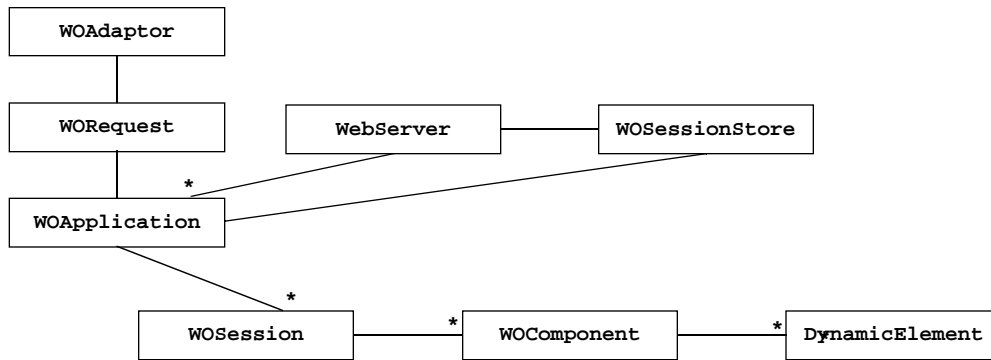 WOAdaptor
WORequest
WebServer
WOSessionStore
*
WOApplication
*
WOSession
*
WOComponent
*
DynamicElement